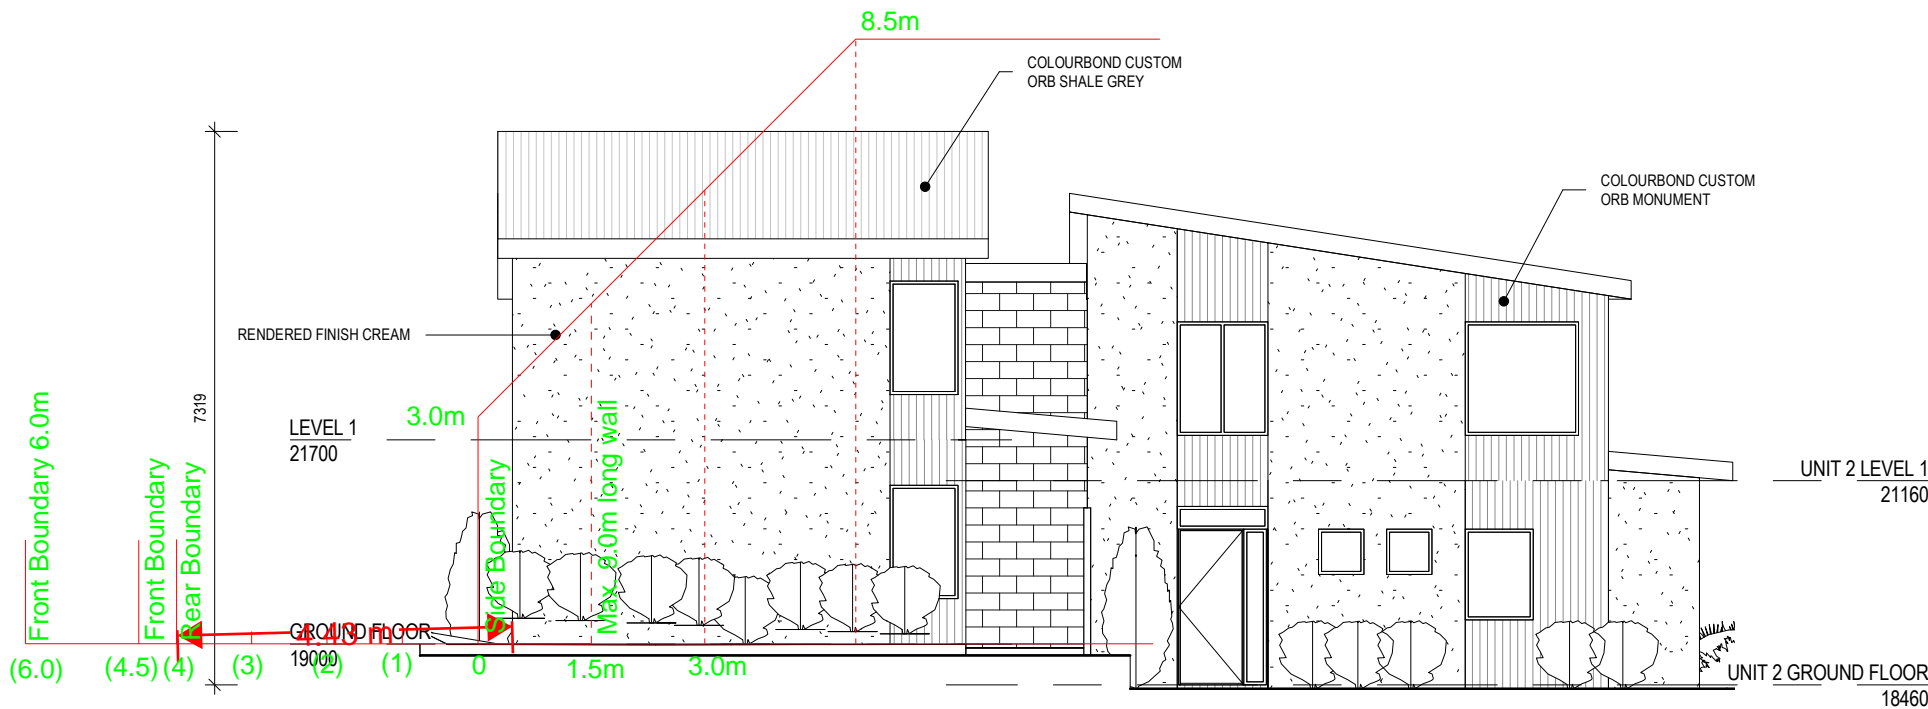 8.5m
COLOURBOND CUSTOM
ORB SHALE GREY
COLOURBOND CUSTOM
ORB MONUMENT
RENDERED FINISH CREAM
7319
3.0m
LEVEL 1
21700
Front Boundary 6.0m
Front Boundary
Rear Boundary
Side Boundary
Max. 9.0m long wall
UNIT 2 LEVEL 1
21160
GROUND FLOOR
19000
4.43 m
(6.0)
(4.5)
(4)
(3)
(2)
(1)
0
1.5m
3.0m
UNIT 2 GROUND FLOOR
18460